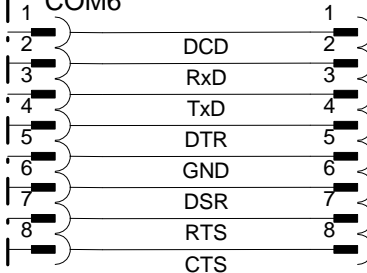 COM6
1 1
DCD
2 2
RxD
3 3
TxD
4 4
DTR
5 5
GND
6 6
DSR
7 7
RTS
8 8
CTS